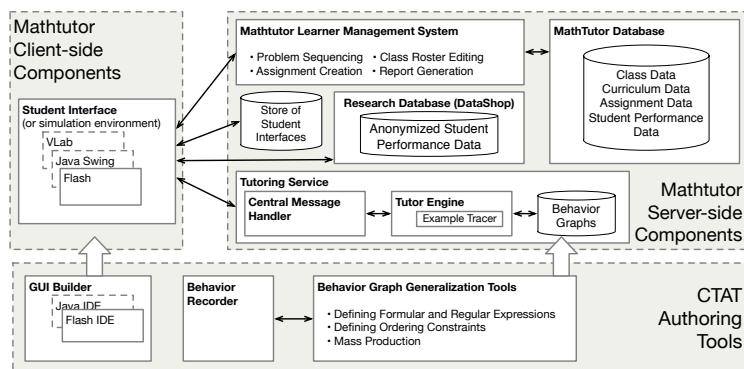 Mathtutor
Client-side
Components
Student Interface
(or simulation environment)
VLab
Java Swing
Flash
Mathtutor Learner Management System
• Problem Sequencing • Class Roster Editing
• Assignment Creation • Report Generation
MathTutor Database
Class Data
Curriculum Data
Assignment Data
Student Performance
Data
Store of
Student
Interfaces
Research Database (DataShop)
Anonymized Student
Performance Data
Tutoring Service
Central Message
Handler
Tutor Engine
Example Tracer
Behavior
Graphs
Mathtutor
Server-side
Components
GUI Builder
Java IDE
Flash IDE
Behavior
Recorder
Behavior Graph Generalization Tools
• Defining Formular and Regular Expressions
• Defining Ordering Constraints
• Mass Production
CTAT
Authoring
Tools